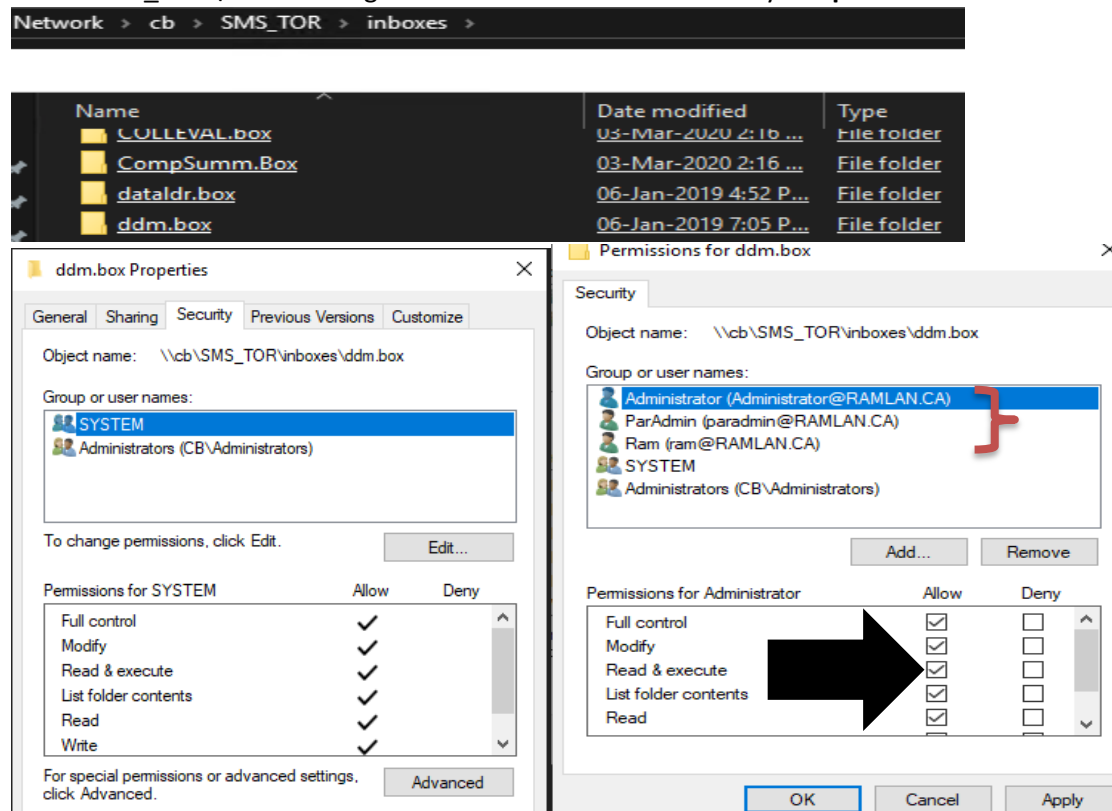 Network > cb > SMS_TOR > inboxes >
Name Date modified Type
COLLEVAL.box 03-Mar-2020 2:16 ... File folder
CompSumm.Box 03-Mar-2020 2:16 ... File folder
dataldr.box 06-Jan-2019 4:52 P... File folder
ddm.box 06-Jan-2019 7:05 P... File folder
ddm.box Properties
General Sharing Security Previous Versions Customize
Object name: \\cb\SMS_TOR\inboxes\ddm.box
Group or user names:
SYSTEM
Administrators (CB\Administrators)
To change permissions, click Edit.
Edit...
Permissions for SYSTEM Allow Deny
Full control
Modify
Read & execute
List folder contents
Read
Write
For special permissions or advanced settings,
click Advanced.
Advanced
Permissions for ddm.box
Security
Object name: \\cb\SMS_TOR\inboxes\ddm.box
Group or user names:
Administrator (Administrator@RAMLAN.CA)
ParAdmin (paradmin@RAMLAN.CA)
Ram (ram@RAMLAN.CA)
SYSTEM
Administrators (CB\Administrators)
Add... Remove
Permissions for Administrator Allow Deny
Full control
Modify
Read & execute
List folder contents
Read
OK Cancel Apply